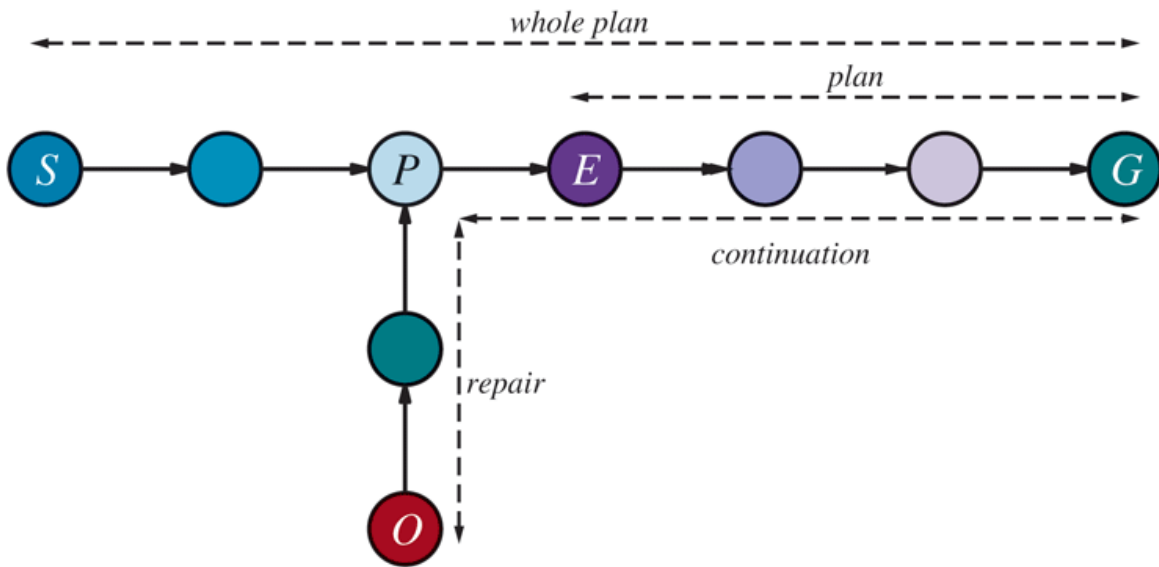 whole plan
plan
S P E G
continuation
repair
O